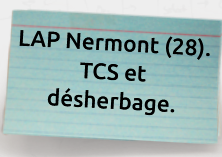 LAP Nermont (28).
TCS et
désherbage.